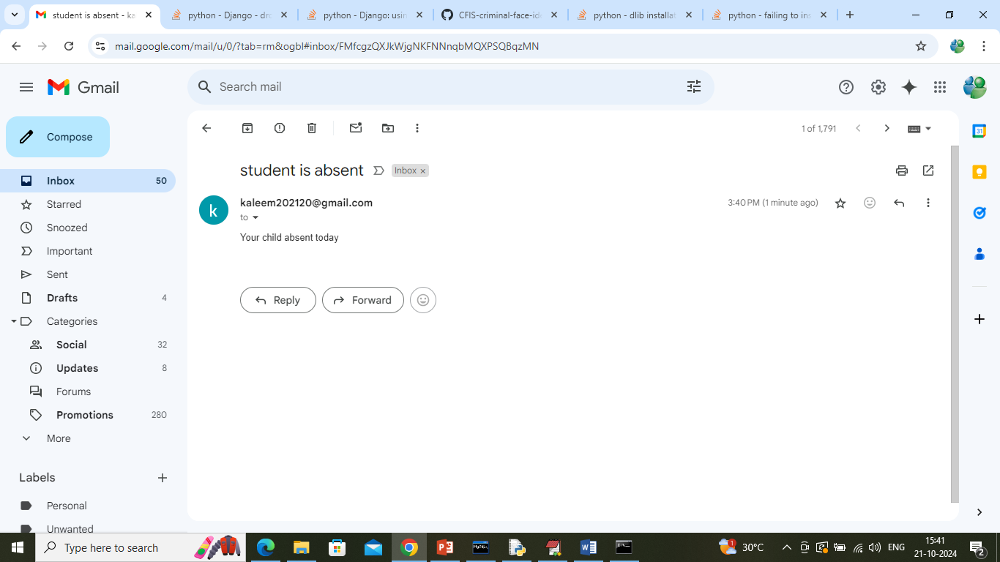 student is absent - ka
python - Django - dro
python - Django: usin
CFIS-criminal-face-ide
python - dlib installat
python - failing to ins
mail.google.com/mail/u/0/?tab=rm&ogbl#inbox/FMfcgzQXJkWjgNKFNNnqbMQXPSQBqzMN
Gmail
Search mail
Compose
1 of 1,791
31
Inbox 50
Starred
Snoozed
Important
Sent
Drafts 4
Categories
Social 32
Updates 8
Forums
Promotions 280
More
Labels
Personal
Unwanted
student is absent Inbox ×
k
kaleem202120@gmail.com 3:40 PM (1 minute ago)
to
Your child absent today
Reply Forward
Type here to search
MySQL
1
30°C
ENG
15:41
21-10-2024
2